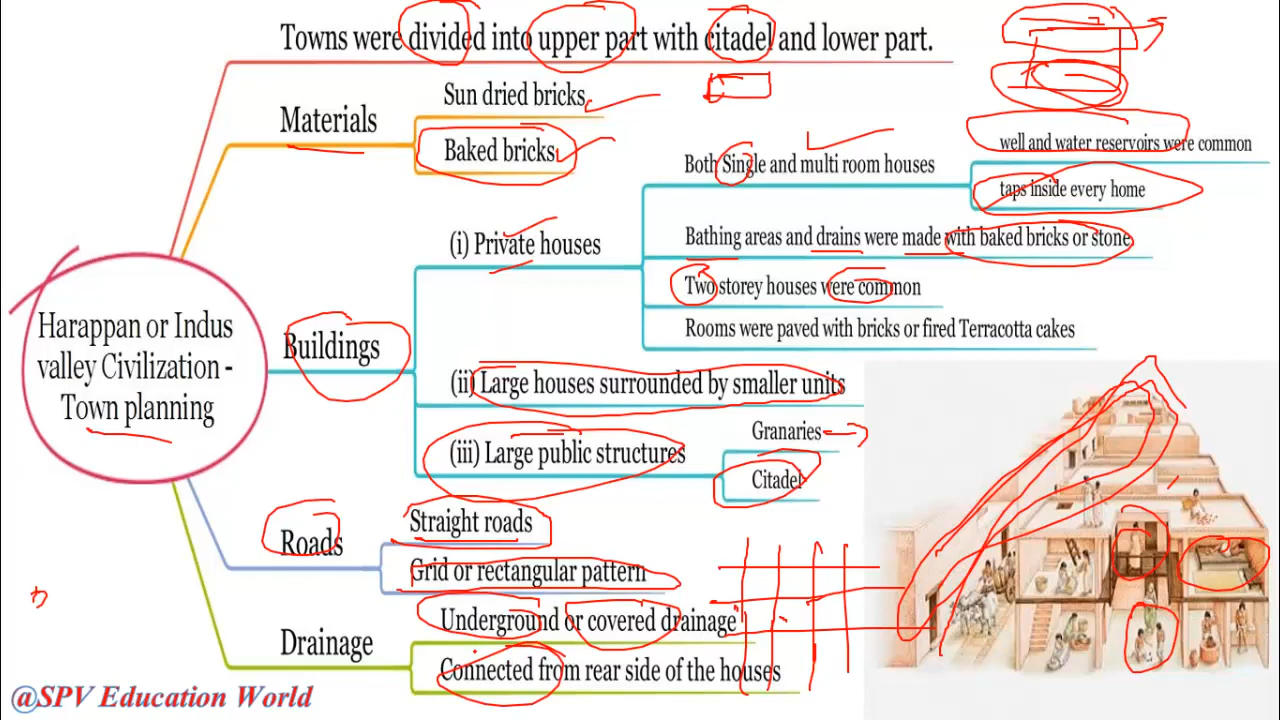 Towns were divided into upper part with citadel and lower part.
Materials
Sun dried bricks
Baked bricks
Harappan or Indus
valley Civilization -
Town planning
Buildings
(i) Private houses
Both Single and multi room houses
well and water reservoirs were common
taps inside every home
Bathing areas and drains were made with baked bricks or stone
Two storey houses were common
Rooms were paved with bricks or fired Terracotta cakes
(ii) Large houses surrounded by smaller units
(iii) Large public structures
Granaries
Citadel
Roads
Straight roads
Grid or rectangular pattern
Drainage
Underground or covered drainage
Connected from rear side of the houses
@SPV Education World